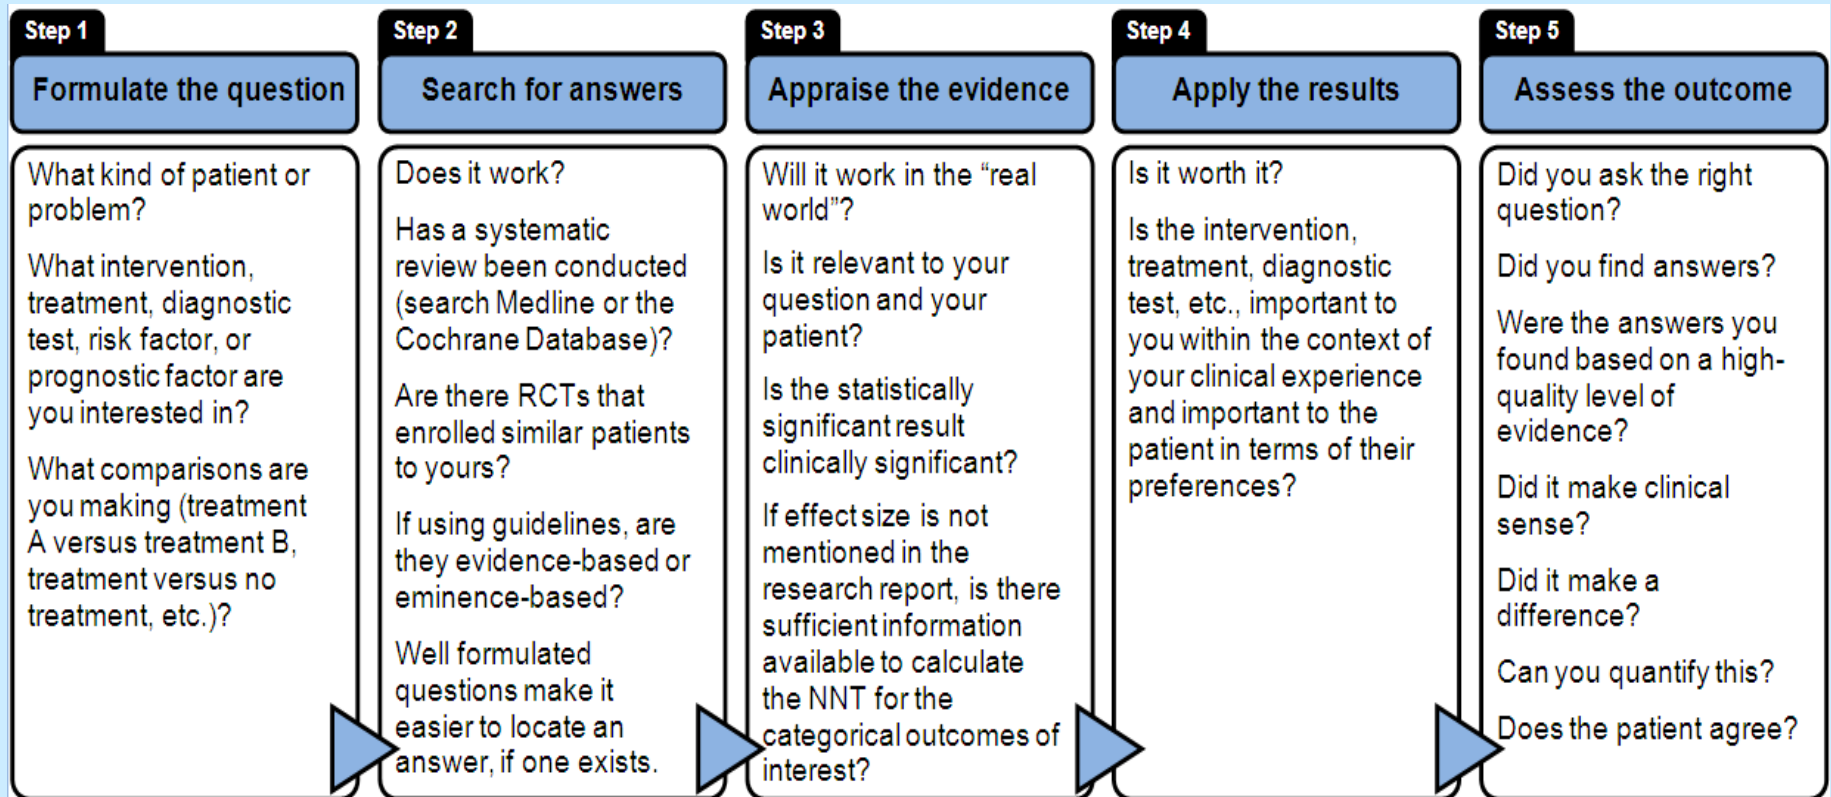 Step 1
Formulate the question
What kind of patient or
problem?
What intervention,
treatment, diagnostic
test, risk factor, or
prognostic factor are
you interested in?
What comparisons are
you making (treatment
A versus treatment B,
treatment versus no
treatment, etc.)?
Step 2
Search for answers
Does it work?
Has a systematic
review been conducted
(search Medline or the
Cochrane Database)?
Are there RCTs that
enrolled similar patients
to yours?
If using guidelines, are
they evidence-based or
eminence-based?
Well formulated
questions make it
easier to locate an
answer, if one exists.
Step 3
Appraise the evidence
Will it work in the “real
world”?
Is it relevant to your
question and your
patient?
Is the statistically
significant result
clinically significant?
If effect size is not
mentioned in the
research report, is there
sufficient information
available to calculate
the NNT for the
categorical outcomes of
interest?
Step 4
Apply the results
Is it worth it?
Is the intervention,
treatment, diagnostic
test, etc., important to
you within the context of
your clinical experience
and important to the
patient in terms of their
preferences?
Step 5
Assess the outcome
Did you ask the right
question?
Did you find answers?
Were the answers you
found based on a high-
quality level of
evidence?
Did it make clinical
sense?
Did it make a
difference?
Can you quantify this?
Does the patient agree?